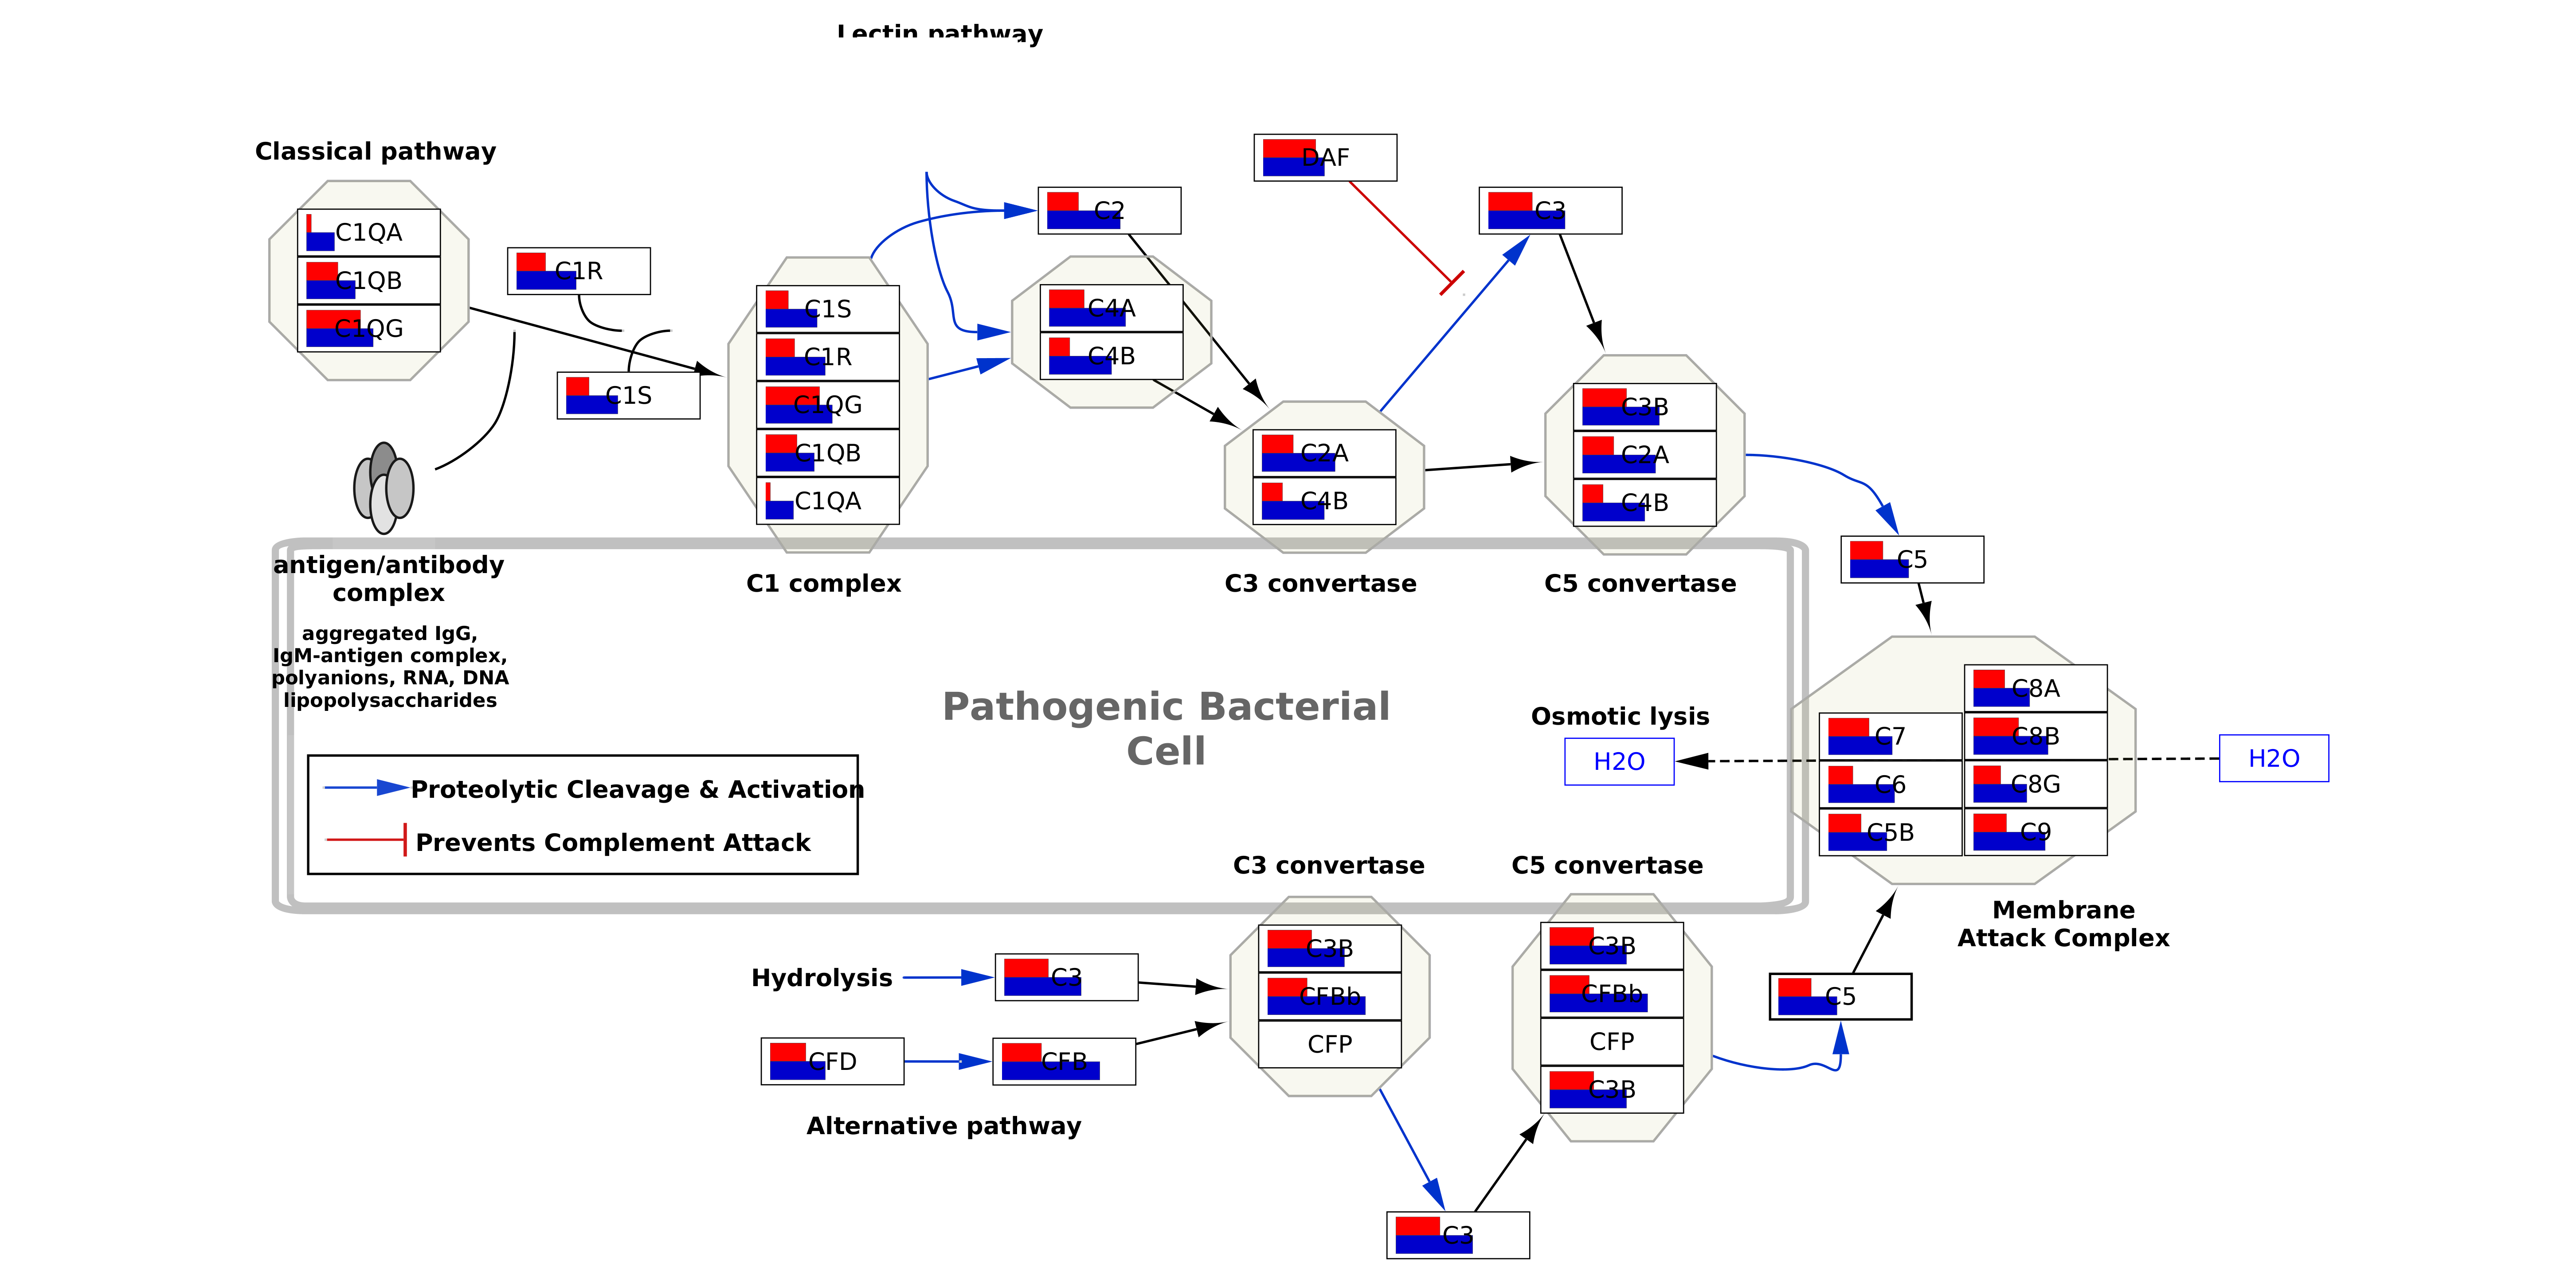 Lectin pathway
Classical pathway
C1QA
C1QB
C1QG
C1R
C1S
C1S
C1R
C1QG
C1QB
C1QA
C1 complex
C2
C4A
C4B
DAF
C3
C2A
C4B
C3 convertase
C3B
C2A
C4B
C5 convertase
C5
antigen/antibody
complex
aggregated IgG,
IgM-antigen complex,
polyanions, RNA, DNA
lipopolysaccharides
Pathogenic Bacterial
Cell
Osmotic lysis
H2O
C7
C6
C5B
C8A
C8B
C8G
C9
H2O
Membrane
Attack Complex
Proteolytic Cleavage & Activation
Prevents Complement Attack
C3 convertase
C5 convertase
Hydrolysis
C3
CFD
CFB
Alternative pathway
C3B
CFBb
CFP
C3B
CFBb
CFP
C3B
C5
C3